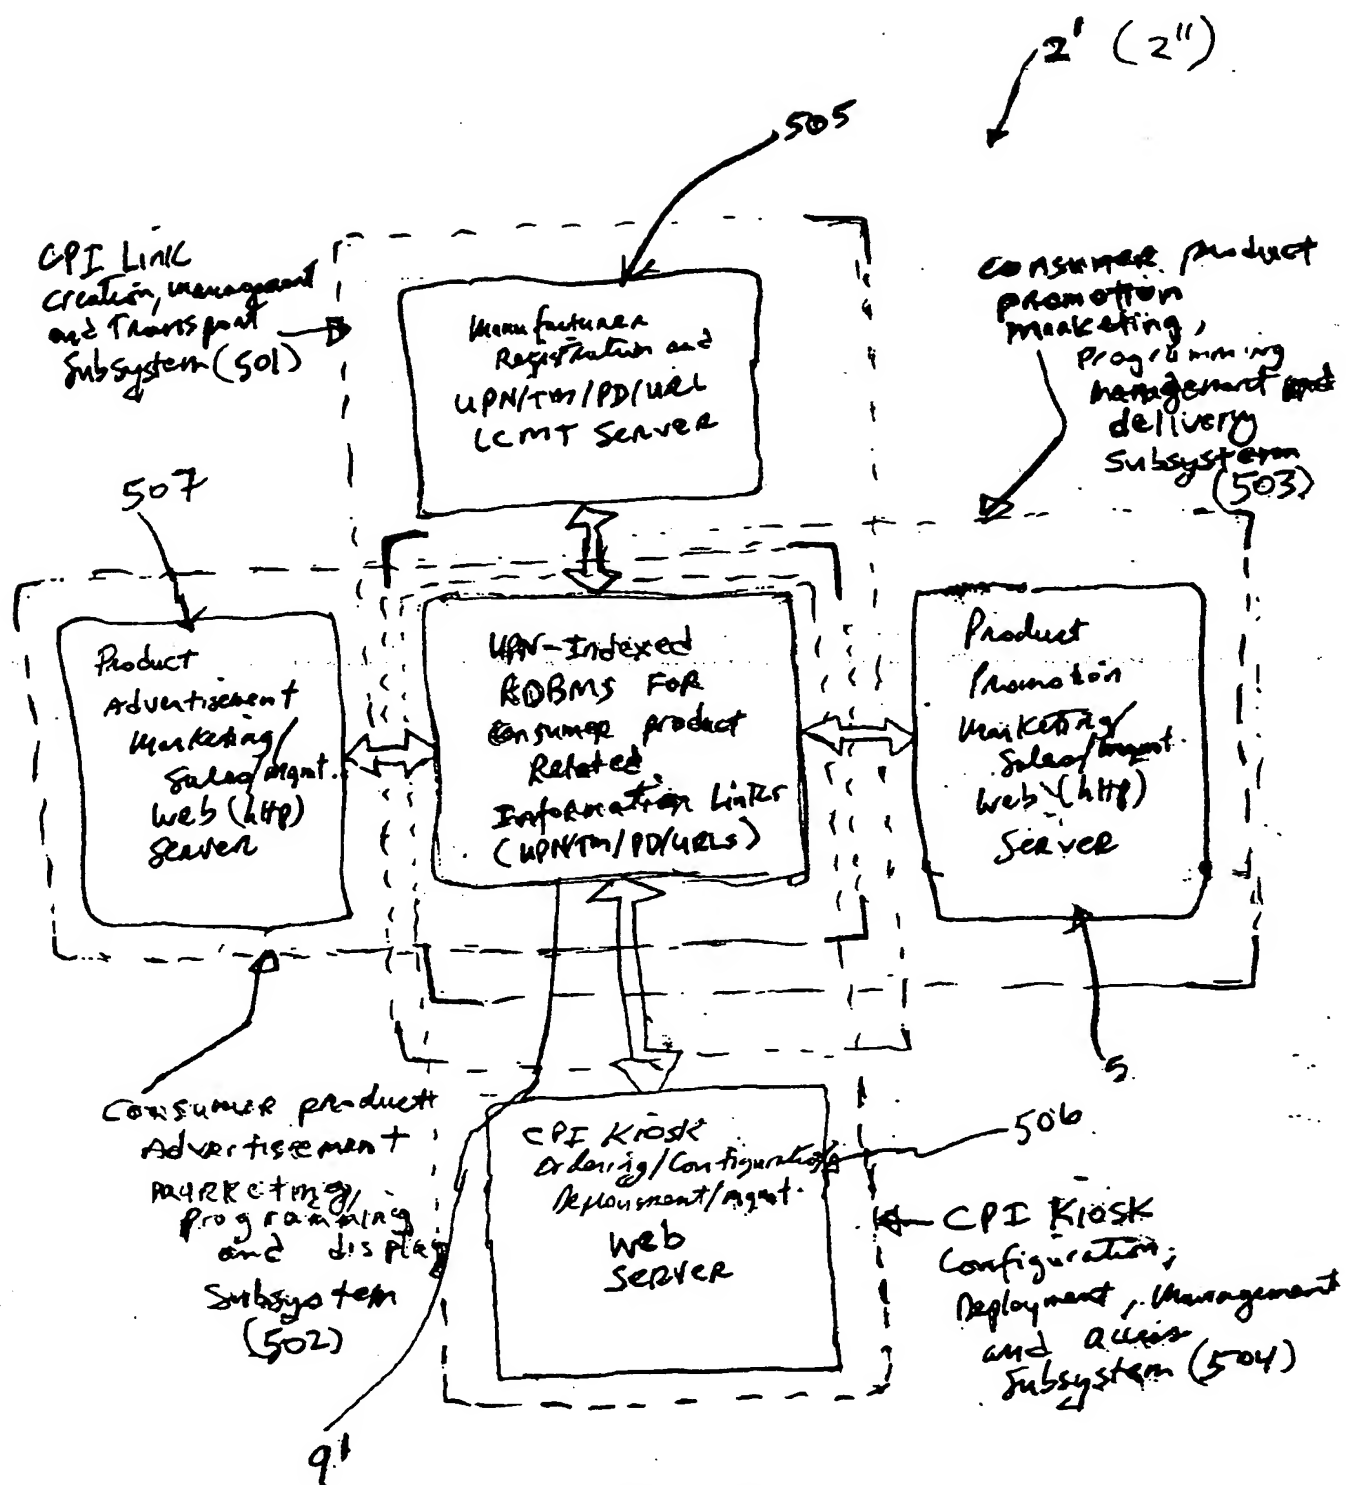 2' (2")
505
CPI Link
Creation, management
and Transport
Subsystem (501)
Manufacturer
Registration and
UPN/TM/PD/URL
LCMT SERVER
Consumer product
promotion
marketing,
programming
management and
delivery
subsystem
(503)
507
Product
Advertisement
Marketing/
Sales/mgmt.
Web (http)
Server
UPN-Indexed
RDBMS FOR
Consumer product
Related
Information Links
(UPN/TM/PD/URLs)
Product
Promotion
Marketing/
Sales/mgmt.
Web (http)
Server
5
Consumer product
Advertisement
marketing,
programming
and display
Subsystem
(502)
CPI Kiosk
Ordering/Configuration
Deployment/mgmt.
Web
SERVER
506
CPI Kiosk
Configuration,
Deployment, Management
and access
Subsystem (504)
9'